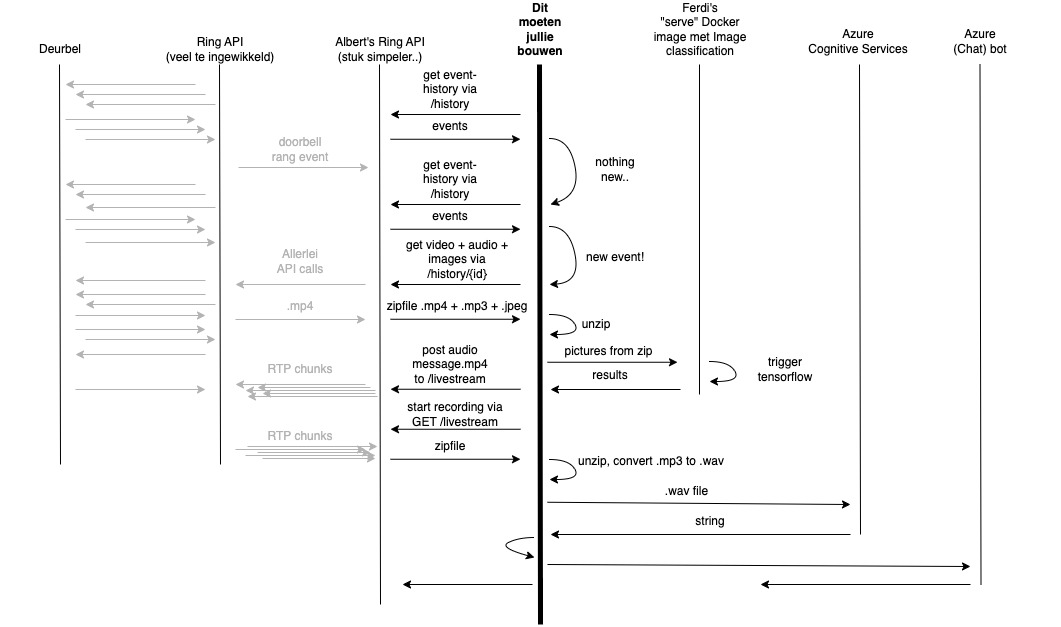 Deurbel
Ring API
(veel te ingewikkeld)
Albert's Ring API
(stuk simpeler..)
Dit
moeten
jullie
bouwen
Ferdi's
"serve" Docker
image met Image
classification
Azure
Cognitive Services
Azure
(Chat) bot
get event-
history via
/history
events
doorbell
rang event
nothing
new..
get event-
history via
/history
events
Allerlei
API calls
get video + audio +
images via
/history/{id}
new event!
.mp4
zipfile .mp4 + .mp3 + .jpeg
unzip
post audio
message.mp4
to /livestream
pictures from zip
results
trigger
tensorflow
RTP chunks
start recording via
GET /livestream
RTP chunks
zipfile
unzip, convert .mp3 to .wav
.wav file
string